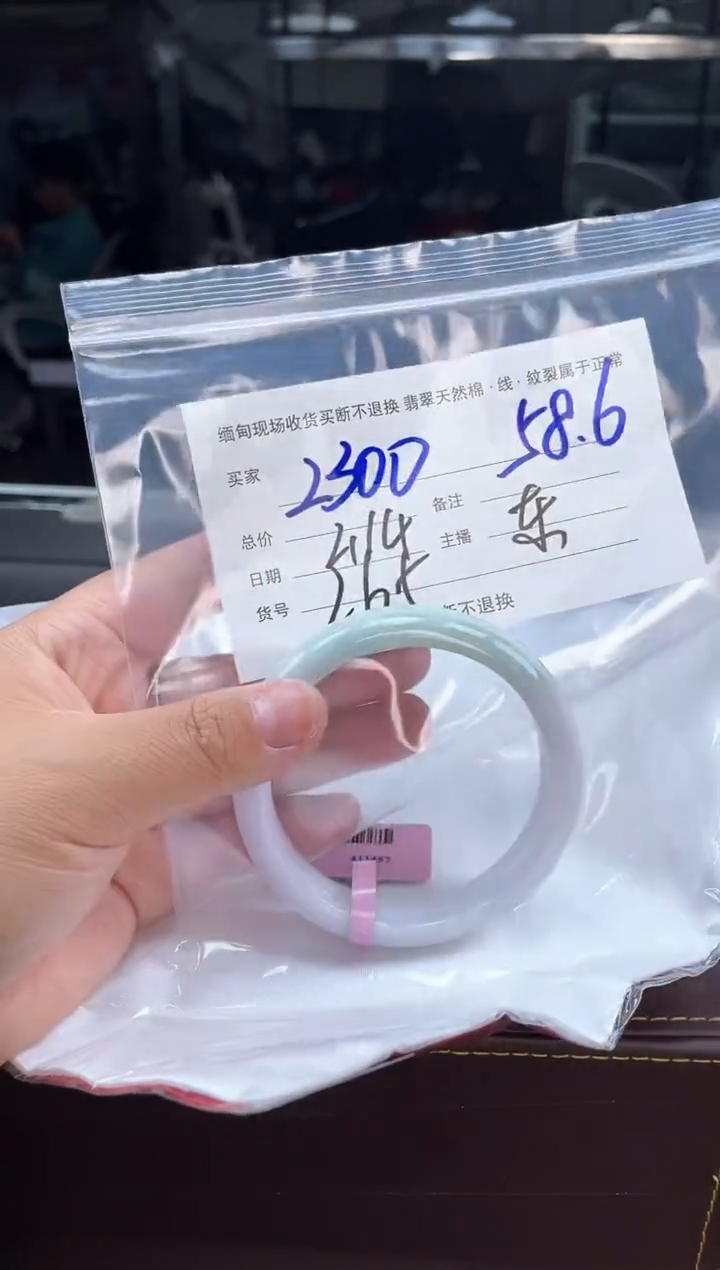 缅甸现场收货买断不退换 翡翠天然棉·线·纹裂属于正常
买家 2300 58.6
总价 备注
日期 主播 东
货号
断不退换